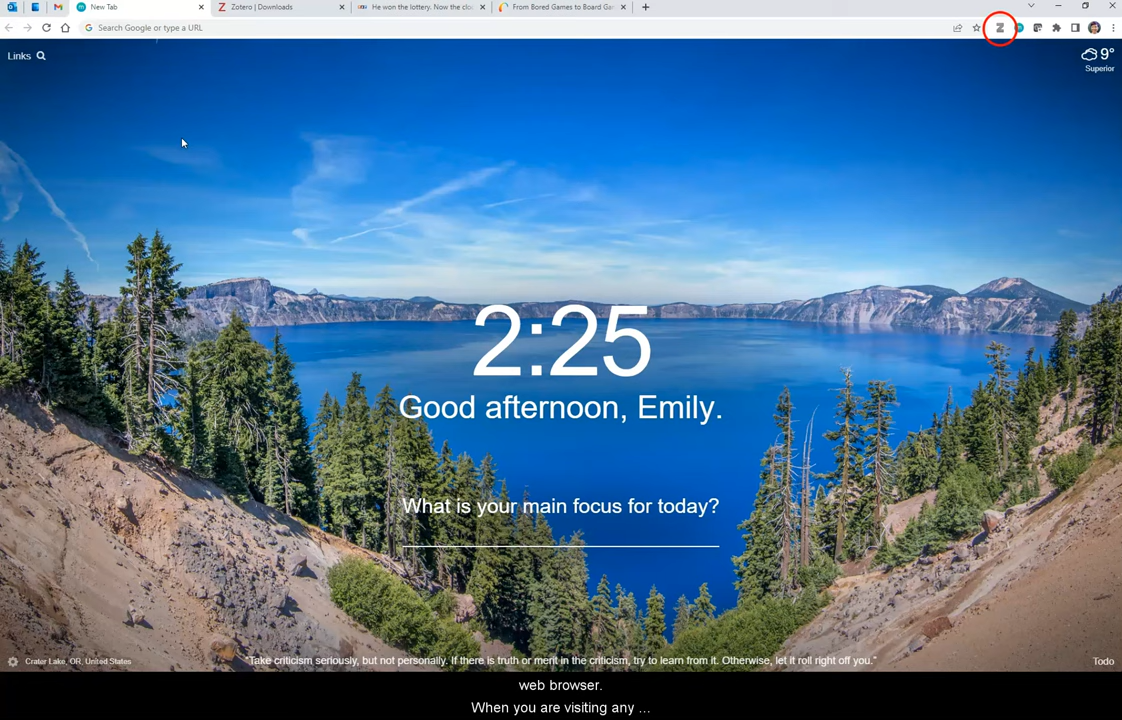 New Tab
Zotero | Downloads
He won the lottery. Now the clo
From Bored Games to Board Gam
Search Google or type a URL
Links
9°
Superior
2:25
Good afternoon, Emily.
What is your main focus for today?
Crater Lake, OR, United States
"Take criticism seriously, but not personally. If there is truth or merit in the criticism, try to learn from it. Otherwise, let it roll right off you."
Todo
web browser.
When you are visiting any ...